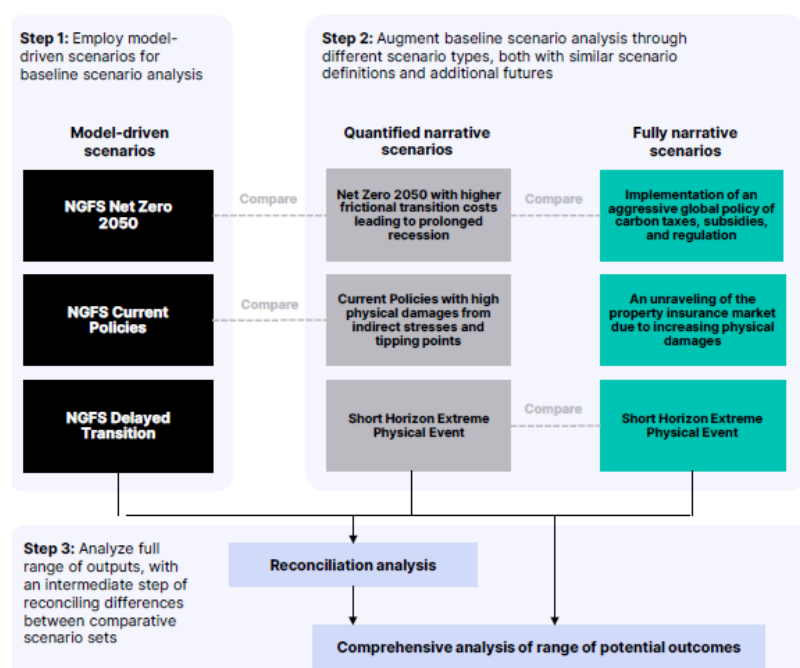 Step 1: Employ model-
driven scenarios for
baseline scenario analysis
Step 2: Augment baseline scenario analysis through
different scenario types, both with similar scenario
definitions and additional futures
Model-driven
scenarios
Quantified narrative
scenarios
Fully narrative
scenarios
NGFS Net Zero
2050
Compare
Net Zero 2050 with higher
frictional transition costs
leading to prolonged
recession
Compare
Implementation of an
aggressive global policy of
carbon taxes, subsidies,
and regulation
NGFS Current
Policies
Compare
Current Policies with high
physical damages from
indirect stresses and
tipping points
An unraveling of the
property insurance market
due to increasing physical
damages
NGFS Delayed
Transition
Short Horizon Extreme
Physical Event
Compare
Short Horizon Extreme
Physical Event
Step 3: Analyze full
range of outputs, with
an intermediate step of
reconciling differences
between comparative
scenario sets
Reconciliation analysis
Comprehensive analysis of range of potential outcomes